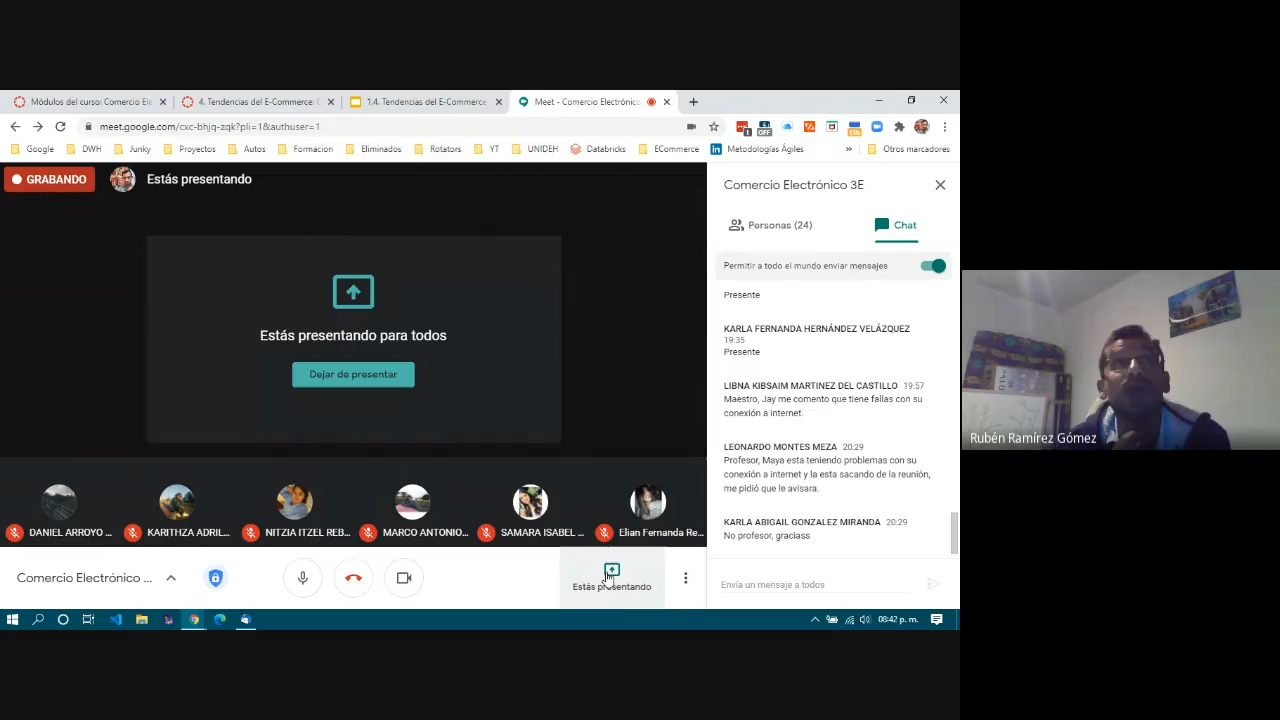 Módulos del curso: Comercio Ele
4. Tendencias del E-Commerce: C
1.4. Tendencias del E-Commerce
Meet - Comercio Electrónico
meet.google.com/cxc-bhjq-zqk?pli=1&authuser=1
Google
DWH
Junky
Proyectos
Autos
Formacion
Eliminados
Rotators
YT
UNIDEH
Databricks
ECommerce
Metodologías Ágiles
»
Otros marcadores
GRABANDO
Estás presentando
Comercio Electrónico 3E
Personas (24)
Chat
Permitir a todo el mundo enviar mensajes
Presente
KARLA FERNANDA HERNÁNDEZ VELÁZQUEZ
19:35
Presente
LIBNA KIBSAIM MARTINEZ DEL CASTILLO 19:57
Maestro, Jay me comento que tiene fallas con su
conexión a internet.
LEONARDO MONTES MEZA 20:29
Profesor, Maya esta teniendo problemas con su
conexión a internet y la esta sacando de la reunión,
me pidió que le avisara.
KARLA ABIGAIL GONZALEZ MIRANDA 20:29
No profesor, graciass
Envía un mensaje a todos
Estás presentando para todos
Dejar de presentar
DANIEL ARROYO ...
KARITHZA ADRIL...
NITZIA ITZEL REB...
MARCO ANTONIO...
SAMARA ISABEL ...
Elian Fernanda Re...
Comercio Electrónico ...
Estás presentando
08:42 p. m.
Rubén Ramírez Gómez